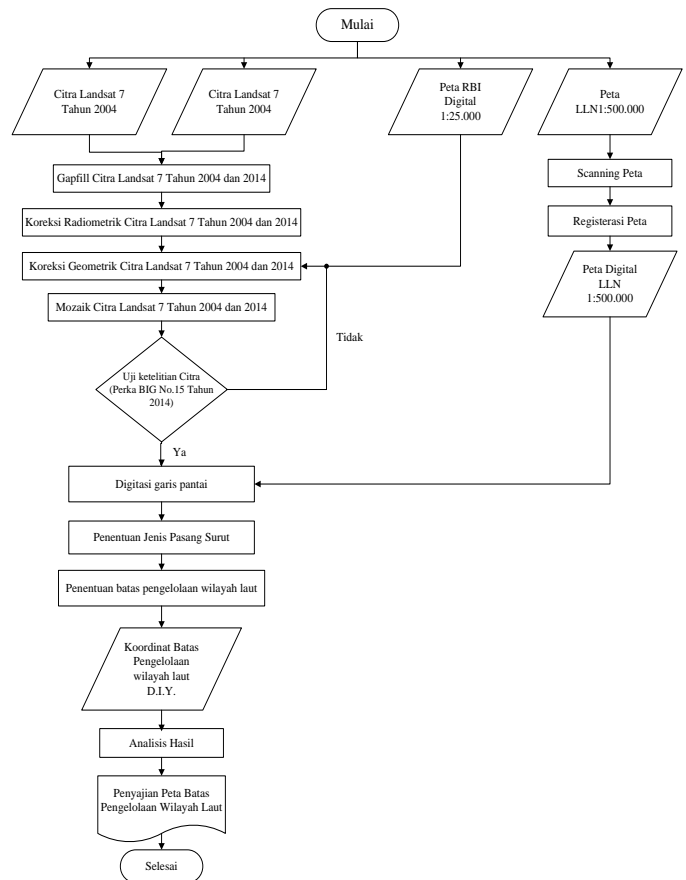 Mulai
Citra Landsat 7
Tahun 2004
Citra Landsat 7
Tahun 2004
Peta RBI
Digital
1:25.000
Peta
LLN1:500.000
Gapfill Citra Landsat 7 Tahun 2004 dan 2014
Scanning Peta
Koreksi Radiometrik Citra Landsat 7 Tahun 2004 dan 2014
Registerasi Peta
Koreksi Geometrik Citra Landsat 7 Tahun 2004 dan 2014
Peta Digital
LLN
1:500.000
Mozaik Citra Landsat 7 Tahun 2004 dan 2014
Tidak
Uji ketelitian Citra
(Perka BIG No.15 Tahun
2014)
Ya
Digitasi garis pantai
Penentuan Jenis Pasang Surut
Penentuan batas pengelolaan wilayah laut
Koordinat Batas
Pengelolaan
wilayah laut
D.I.Y.
Analisis Hasil
Penyajian Peta Batas
Pengelolaan Wilayah Laut
Selesai